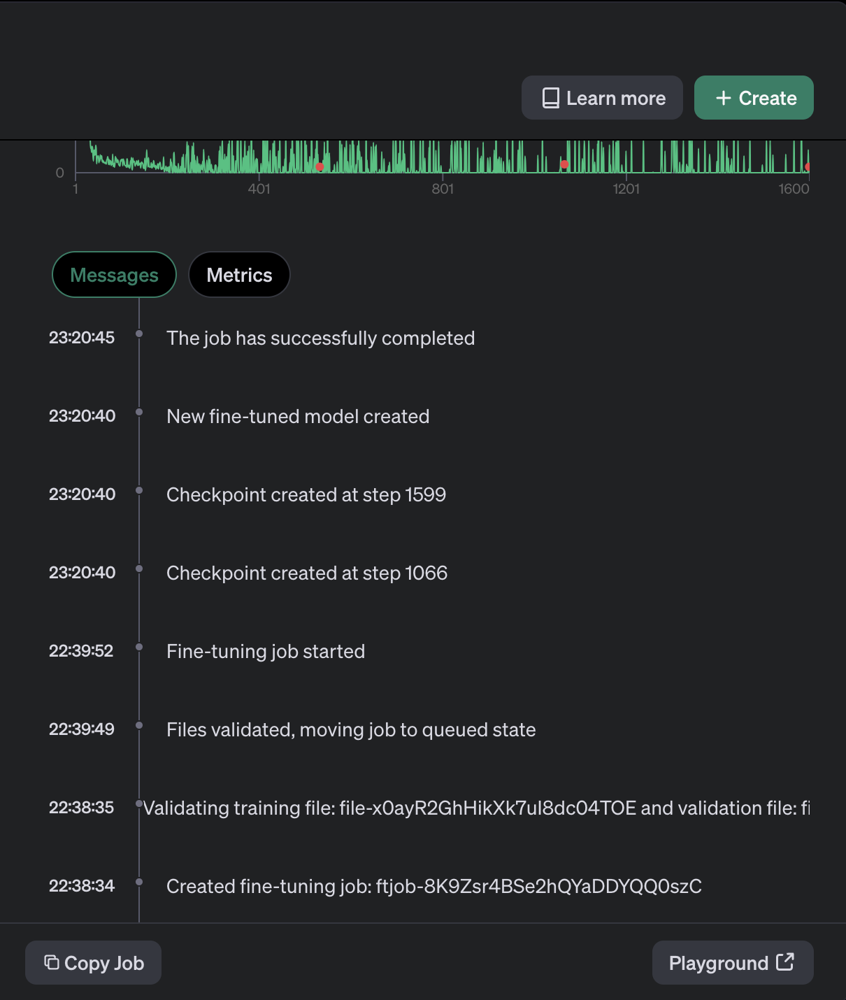 Learn more
+ Create
0
1 401 801 1201 1600
Messages
Metrics
23:20:45 The job has successfully completed
23:20:40 New fine-tuned model created
23:20:40 Checkpoint created at step 1599
23:20:40 Checkpoint created at step 1066
22:39:52 Fine-tuning job started
22:39:49 Files validated, moving job to queued state
22:38:35 Validating training file: file-x0ayR2GhHikXk7ul8dc04TOE and validation file: fi
22:38:34 Created fine-tuning job: ftjob-8K9Zsr4BSe2hQYaDDYQQ0szC
Copy Job
Playground